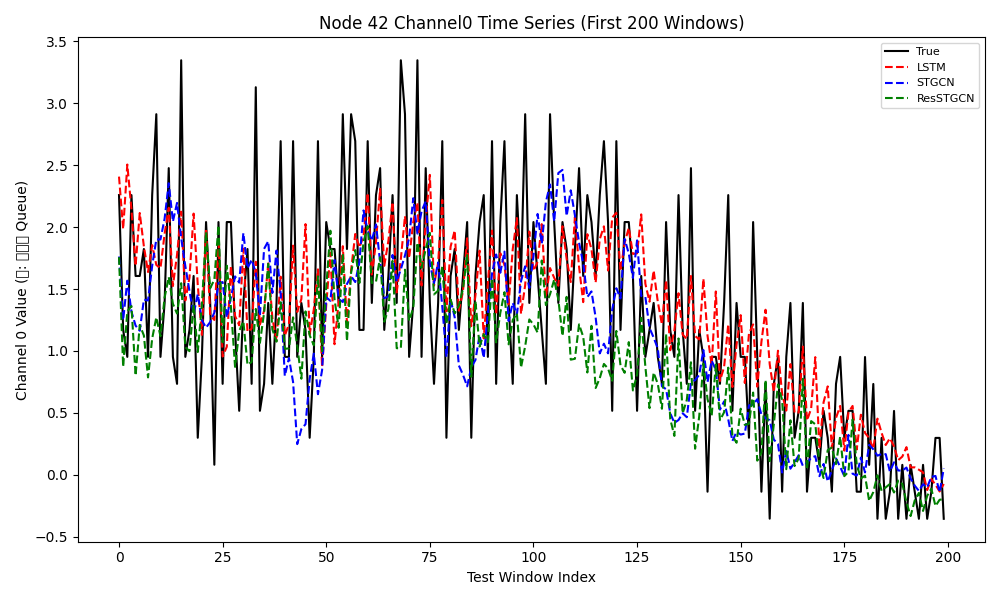 Node 42 Channel0 Time Series (First 200 Windows)
Channel 0 Value (Queue)
3.5
3.0
2.5
2.0
1.5
1.0
0.5
0.0
−0.5
True
LSTM
STGCN
ResSTGCN
0
25
50
75
100
125
150
175
200
Test Window Index